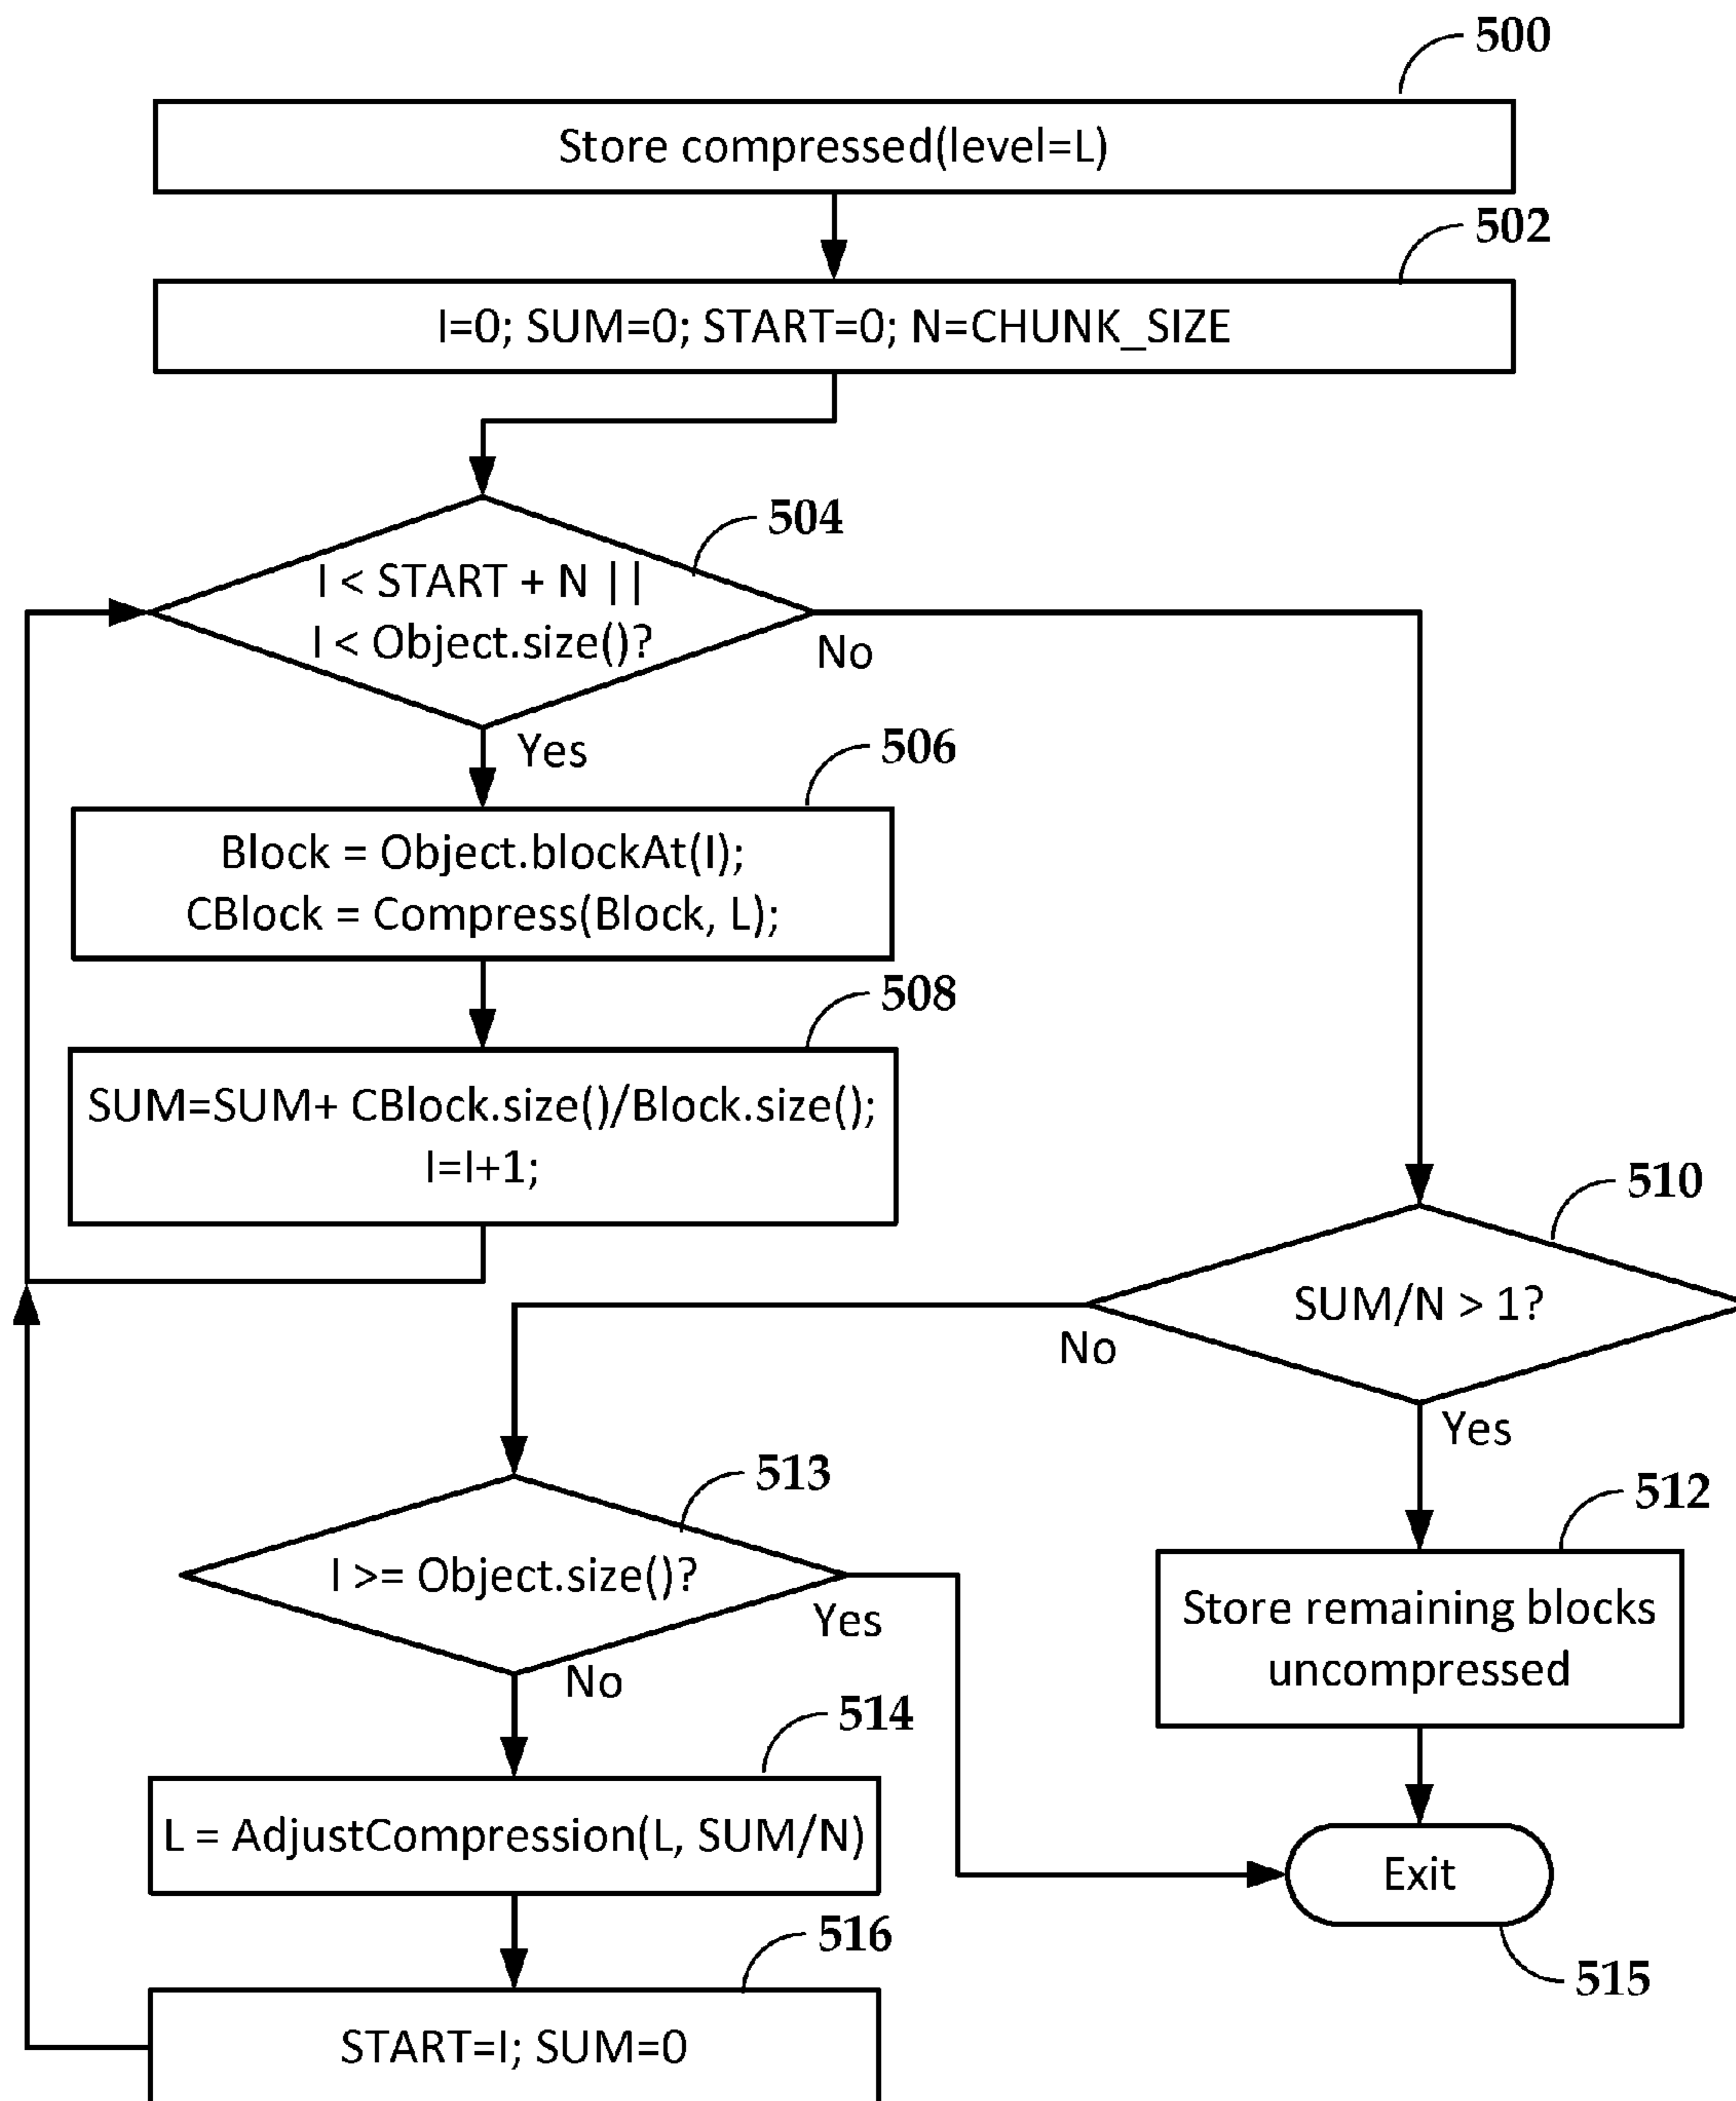 500
Store compressed(level=L)
502
I=0; SUM=0; START=0; N=CHUNK_SIZE
504
I < START + N ||
I < Object.size()?
No
Yes
506
Block = Object.blockAt(I);
CBlock = Compress(Block, L);
508
SUM=SUM+ CBlock.size()/Block.size();
I=I+1;
510
SUM/N > 1?
No
Yes
513
I >= Object.size()?
Yes
No
512
Store remaining blocks
uncompressed
514
L = AdjustCompression(L, SUM/N)
Exit
515
516
START=I; SUM=0